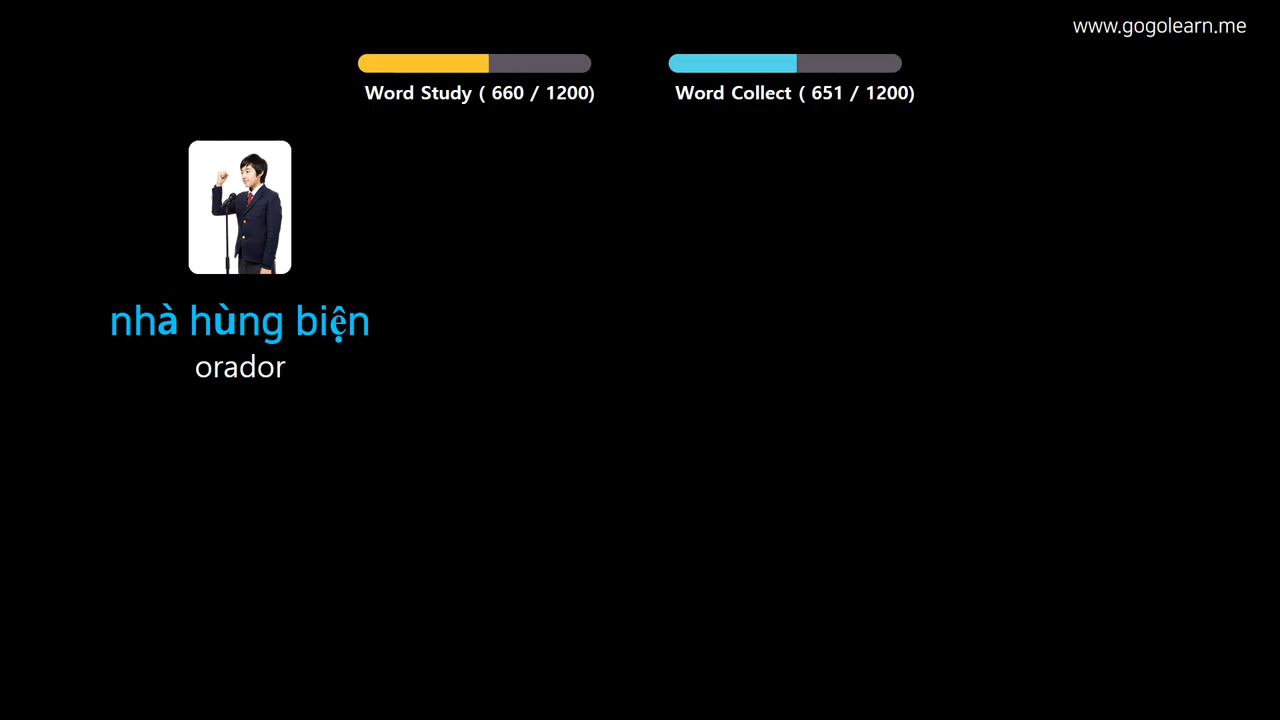 www.gogolearn.me
Word Study ( 660 / 1200)
Word Collect ( 651 / 1200)
nhà hùng biện
orador